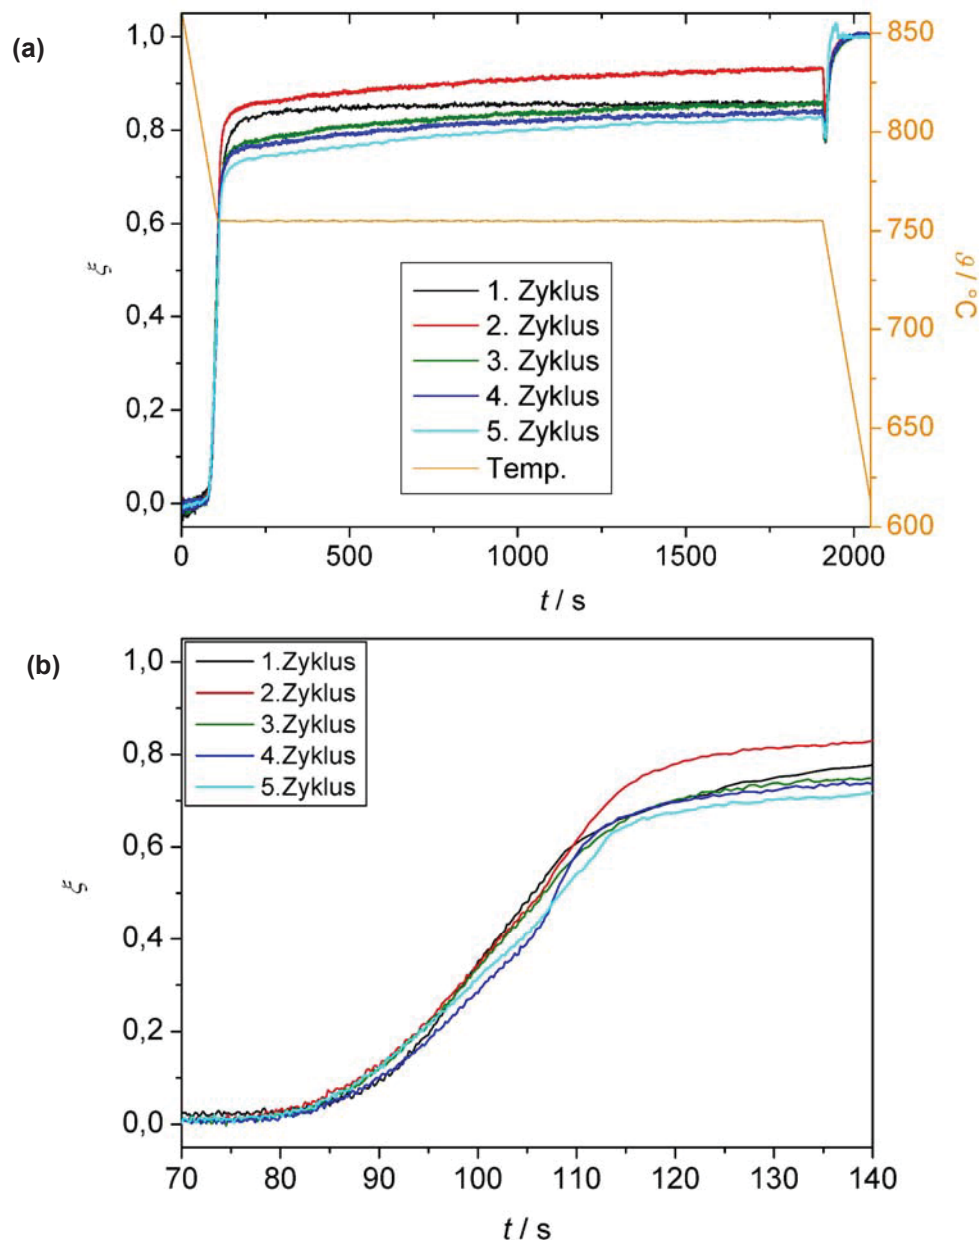 (a)
1,0
0,8
0,6
0,4
0,2
0,0
ξ
850
800
750
700
650
600
ϑ / °C
1. Zyklus
2. Zyklus
3. Zyklus
4. Zyklus
5. Zyklus
Temp.
0 500 1000 1500 2000
t / s
(b)
1,0
0,8
0,6
0,4
0,2
0,0
ξ
1.Zyklus
2.Zyklus
3.Zyklus
4.Zyklus
5.Zyklus
70 80 90 100 110 120 130 140
t / s